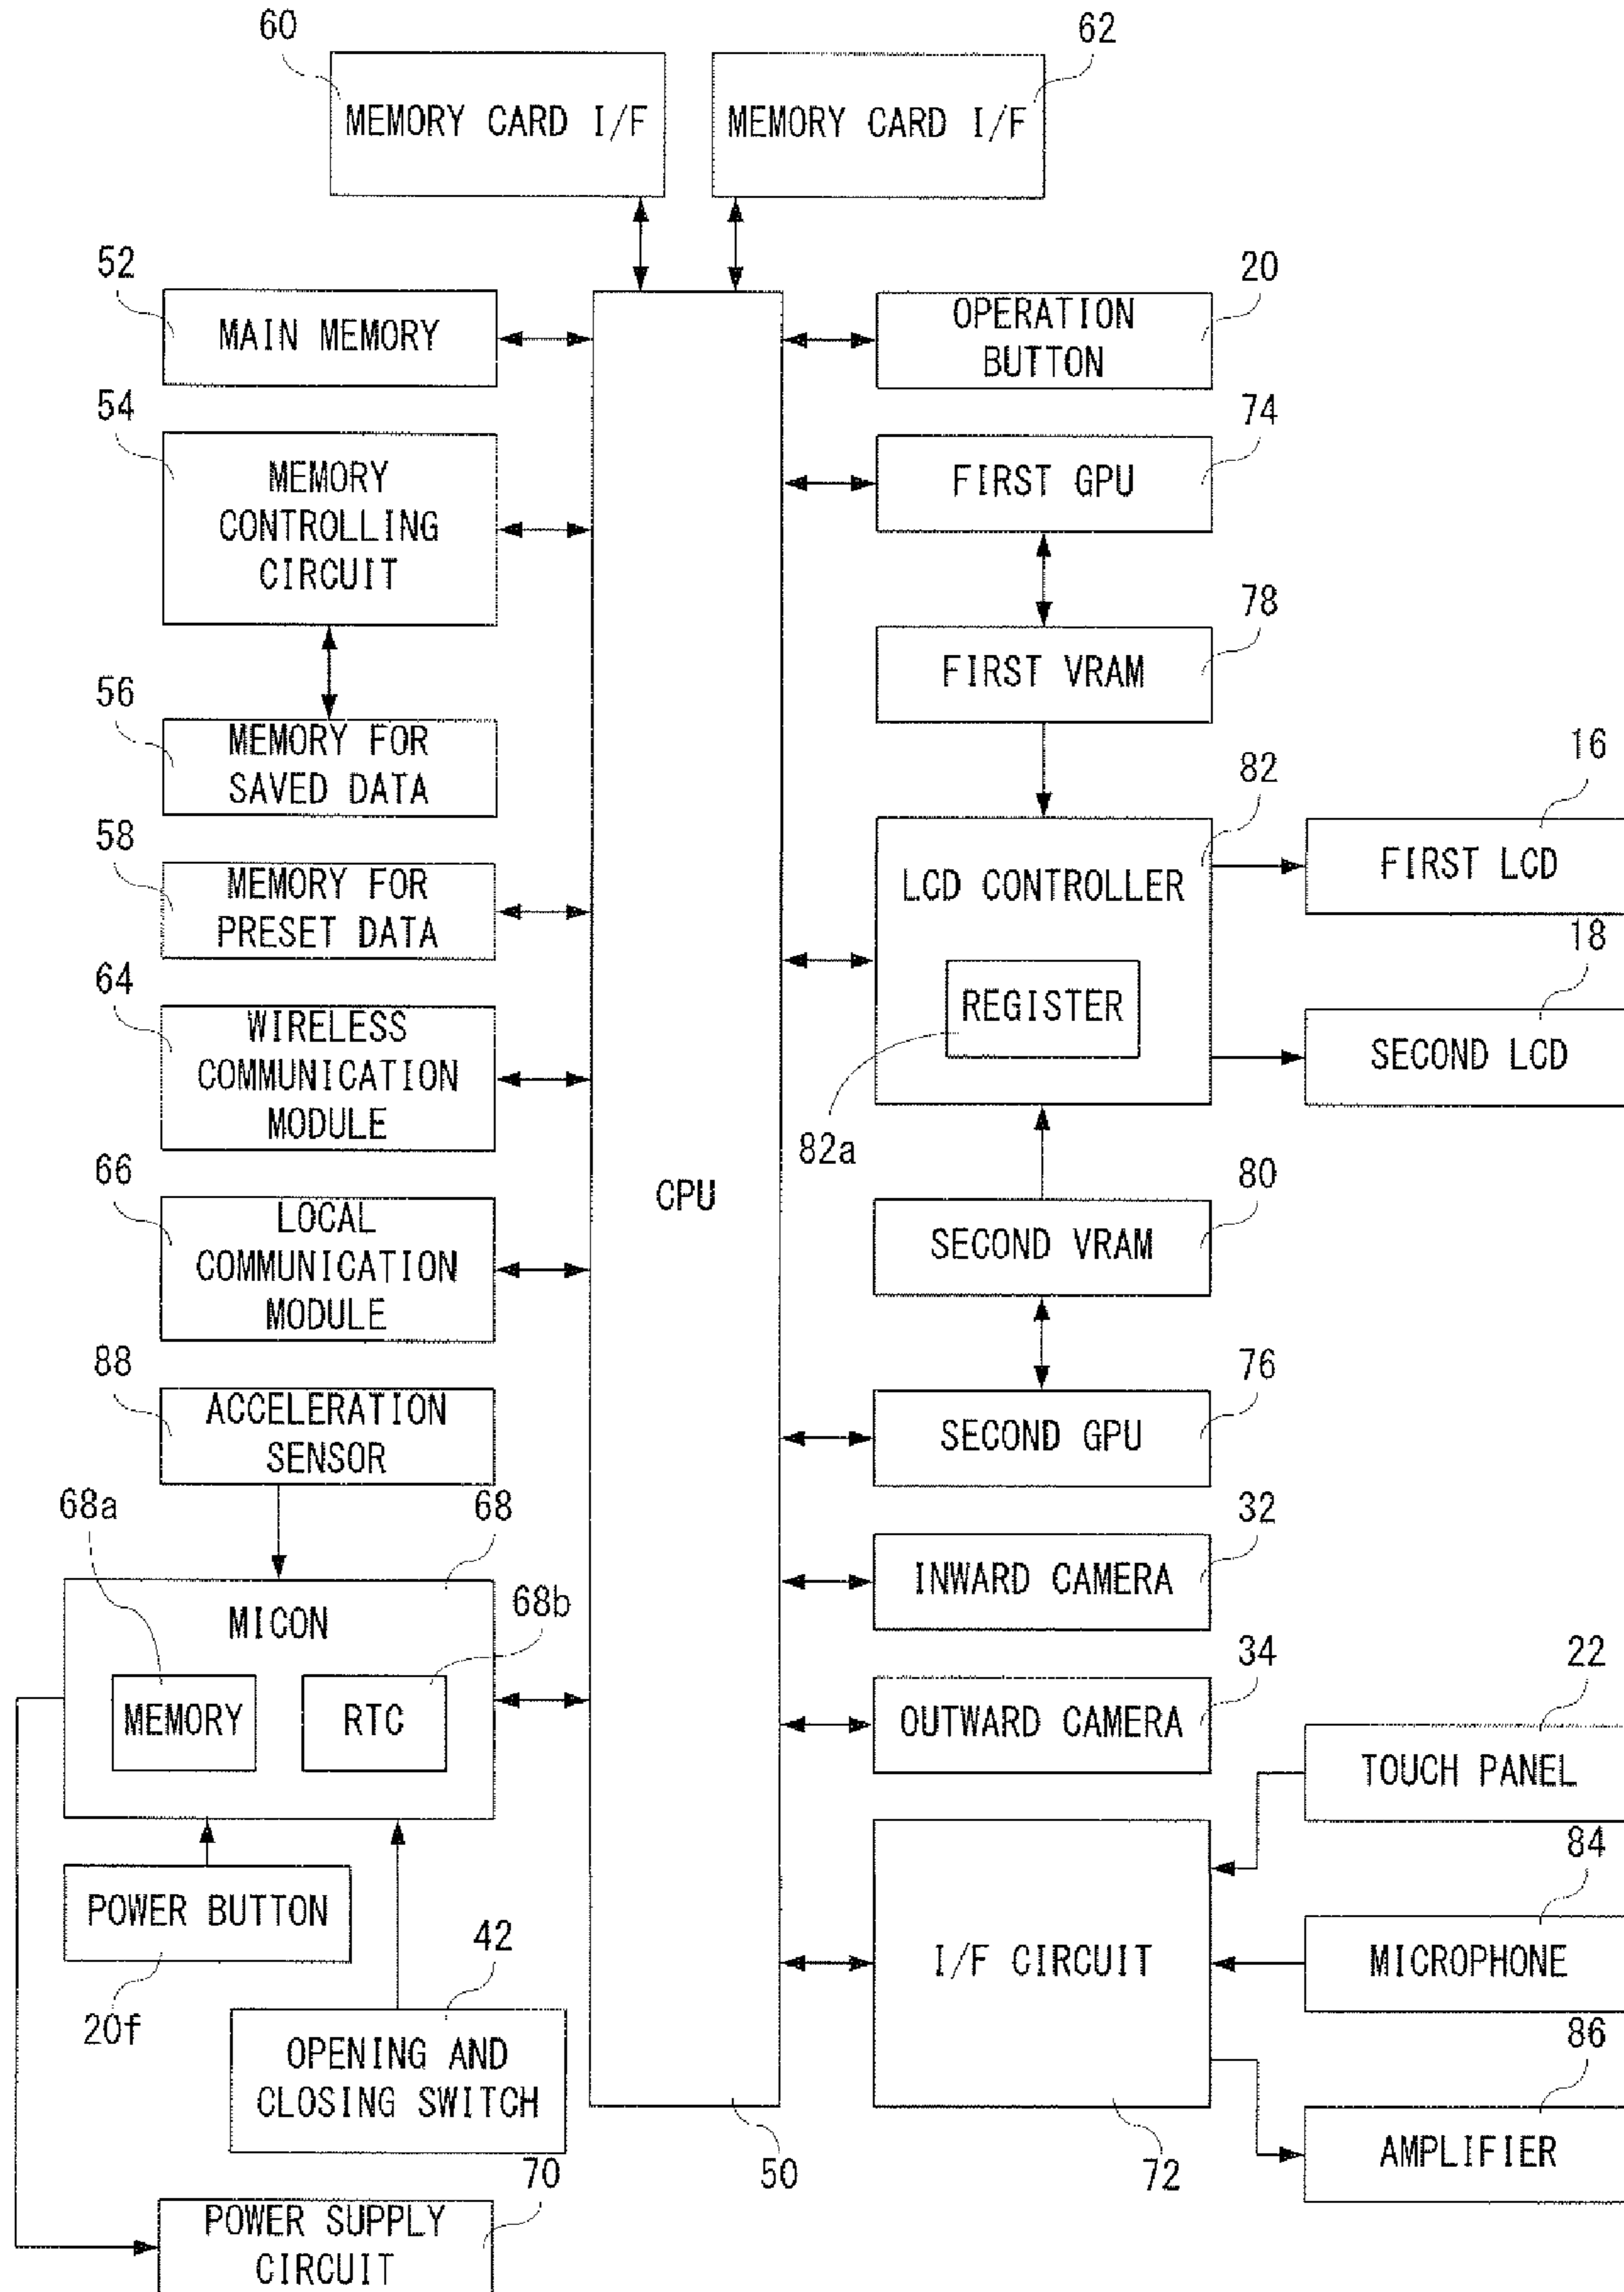 60
62
MEMORY CARD I/F
MEMORY CARD I/F
52
MAIN MEMORY
20
OPERATION
BUTTON
54
MEMORY
CONTROLLING
CIRCUIT
74
FIRST GPU
78
FIRST VRAM
56
MEMORY FOR
SAVED DATA
82
LCD CONTROLLER
REGISTER
82a
16
FIRST LCD
18
SECOND LCD
58
MEMORY FOR
PRESET DATA
64
WIRELESS
COMMUNICATION
MODULE
66
LOCAL
COMMUNICATION
MODULE
CPU
80
SECOND VRAM
88
ACCELERATION
SENSOR
76
SECOND GPU
68a
68
MICON
68b
MEMORY
RTC
32
INWARD CAMERA
34
OUTWARD CAMERA
22
TOUCH PANEL
POWER BUTTON
20f
42
OPENING AND
CLOSING SWITCH
I/F CIRCUIT
84
MICROPHONE
86
AMPLIFIER
70
50
72
POWER SUPPLY
CIRCUIT